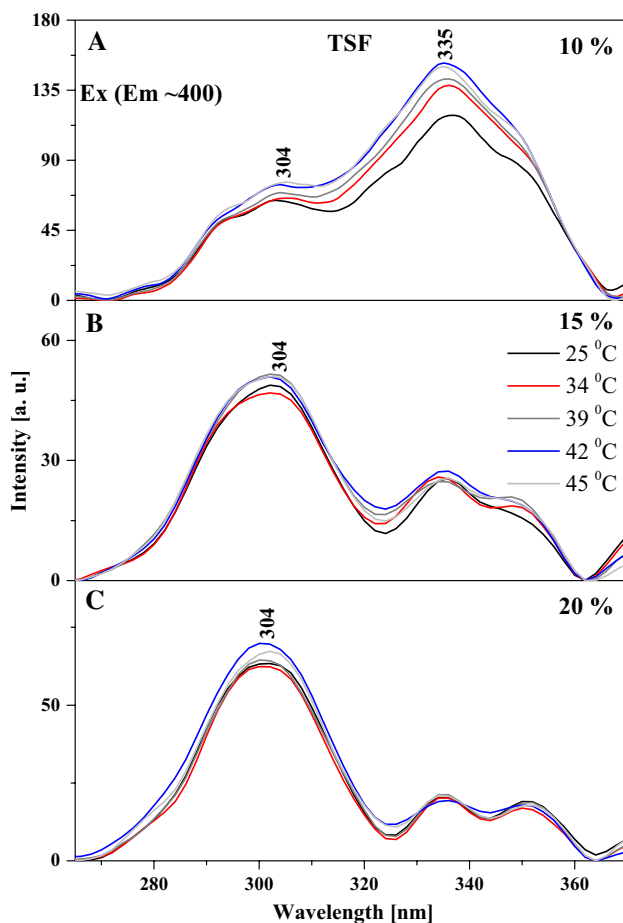 A TSF 10 %
Ex (Em ~400)
304
335
180
135
90
45
0
B 15 %
304
25 ⁰C
34 ⁰C
39 ⁰C
42 ⁰C
45 ⁰C
60
30
0
C 20 %
304
50
0
280 300 320 340 360
Intensity [a. u.]
Wavelength [nm]